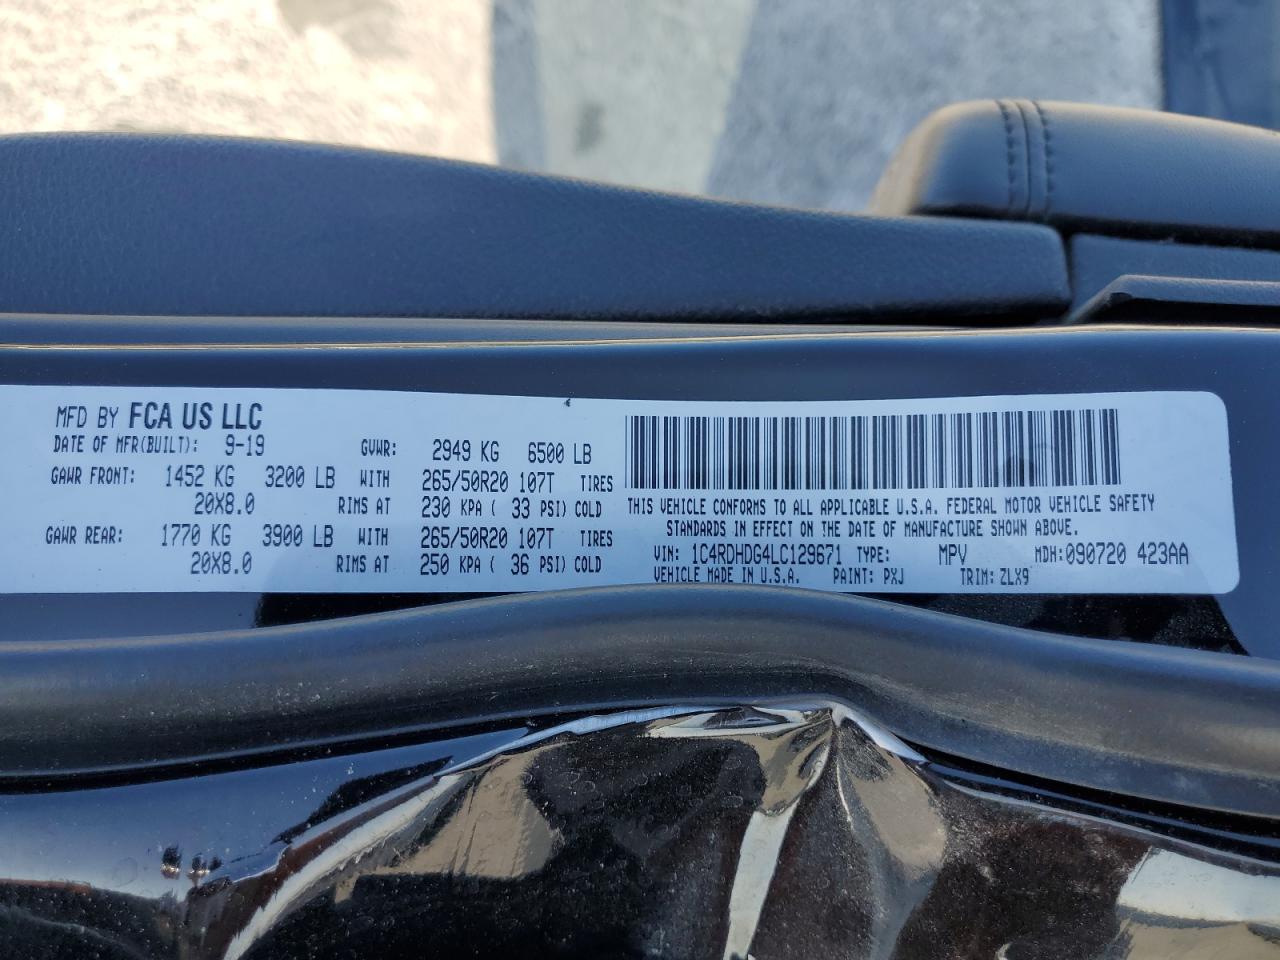 MFD BY FCA US LLC
DATE OF MFR(BUILT): 9-19 GVWR: 2949 KG 6500 LB
GAWR FRONT: 1452 KG 3200 LB WITH 265/50R20 107T TIRES
20X8.0 RIMS AT 230 KPA ( 33 PSI) COLD
GAWR REAR: 1770 KG 3900 LB WITH 265/50R20 107T TIRES
20X8.0 RIMS AT 250 KPA ( 36 PSI) COLD
THIS VEHICLE CONFORMS TO ALL APPLICABLE U.S.A. FEDERAL MOTOR VEHICLE SAFETY
STANDARDS IN EFFECT ON THE DATE OF MANUFACTURE SHOWN ABOVE.
VIN: 1C4RDHDG4LC129671 TYPE: MPV MDH:090720 423AA
VEHICLE MADE IN U.S.A. PAINT: PXJ TRIM: ZLX9